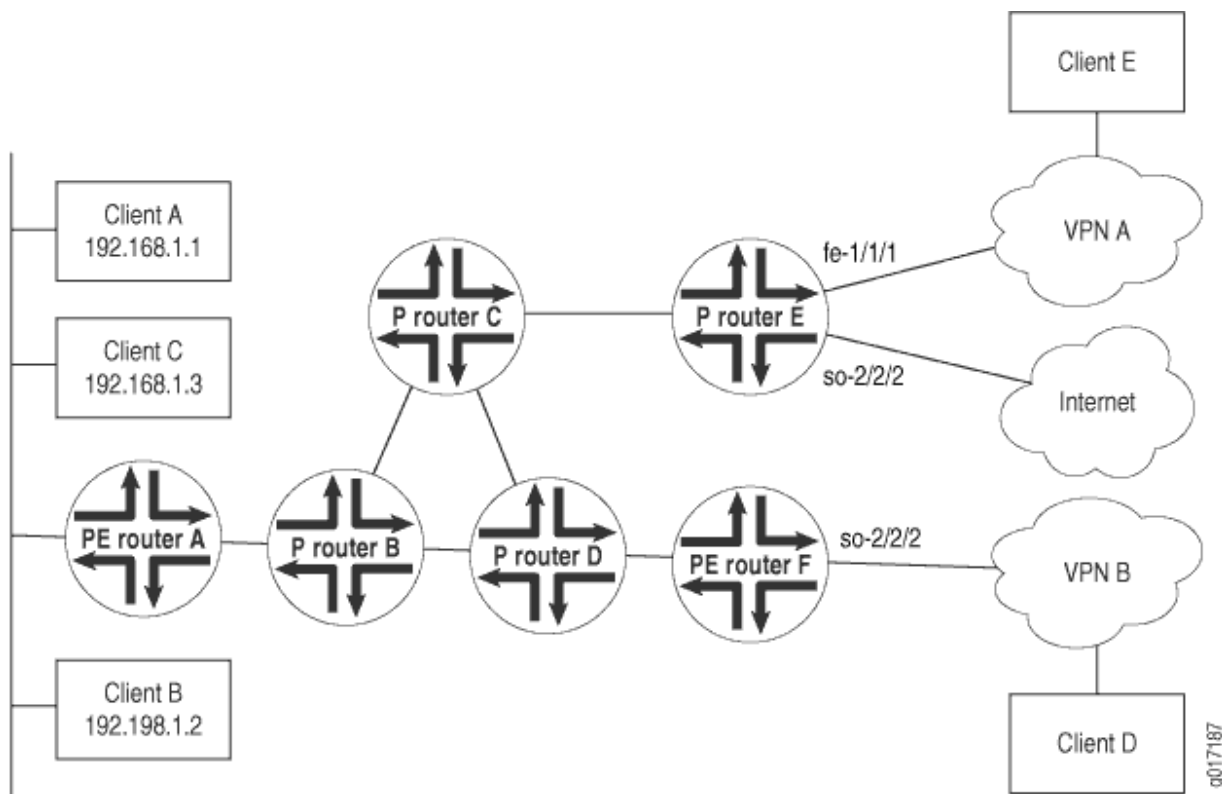 Client E
VPN A
Client A
192.168.1.1
fe-1/1/1
P router C
P router E
Client C
192.168.1.3
so-2/2/2
Internet
PE router A
P router B
P router D
PE router F
so-2/2/2
VPN B
Client B
192.198.1.2
Client D
g017187